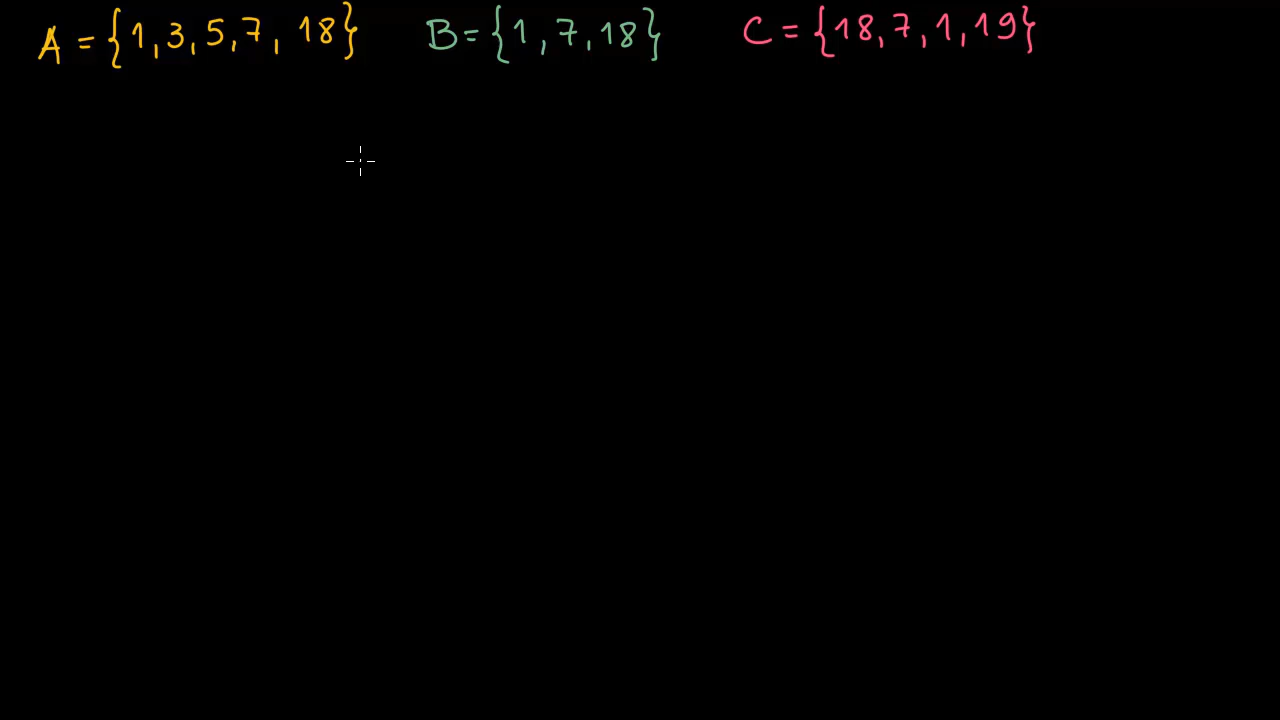 A = {1, 3, 5, 7, 18} B = {1, 7, 18} C = {18, 7, 1, 19}